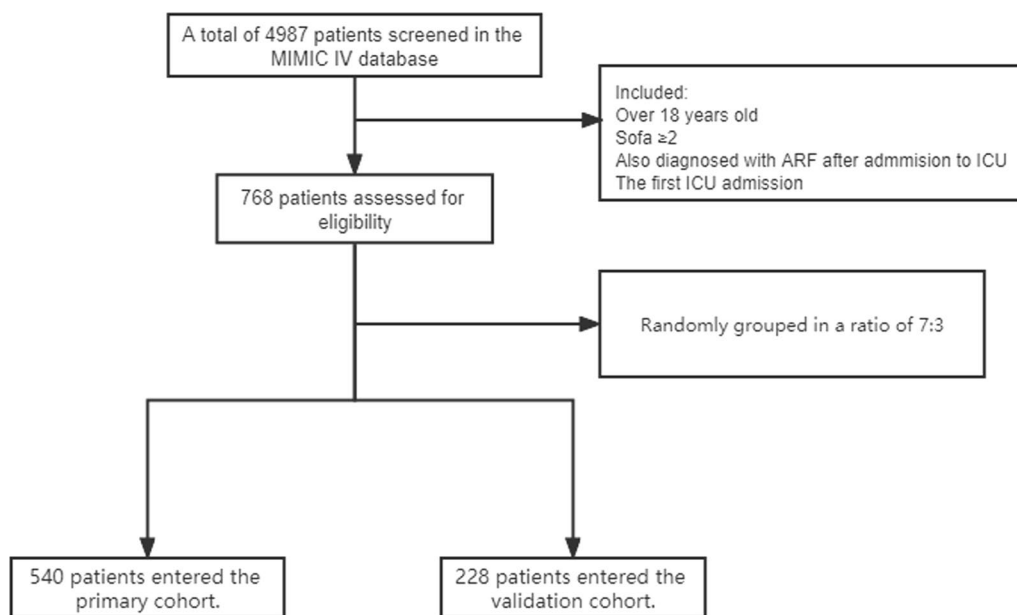 A total of 4987 patients screened in the
MIMIC IV database
Included:
Over 18 years old
Sofa ≥2
Also diagnosed with ARF after admmision to ICU
The first ICU admission
768 patients assessed for
eligibility
Randomly grouped in a ratio of 7:3
540 patients entered the
primary cohort.
228 patients entered the
validation cohort.